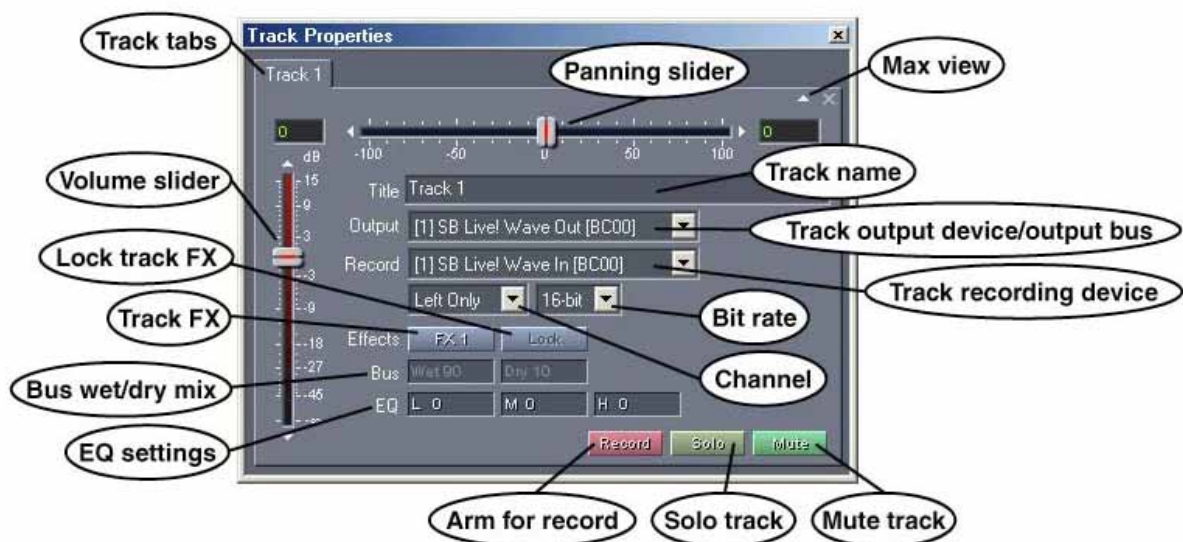 Track Properties
Track tabs
Track 1
Panning slider
Max view
0
0
-100 -50 0 50 100
dB
15
9
3
-3
-9
-18
-27
-45
Volume slider
Title Track 1
Track name
Output [1] SB Live! Wave Out [BC00]
Track output device/output bus
Lock track FX
Record [1] SB Live! Wave In [BC00]
Track recording device
Left Only 16-bit
Bit rate
Track FX
Effects FX 1 Lock
Channel
Bus wet/dry mix
Bus Wet 90 Dry 10
EQ L 0 M 0 H 0
EQ settings
Record Solo Mute
Arm for record
Solo track
Mute track